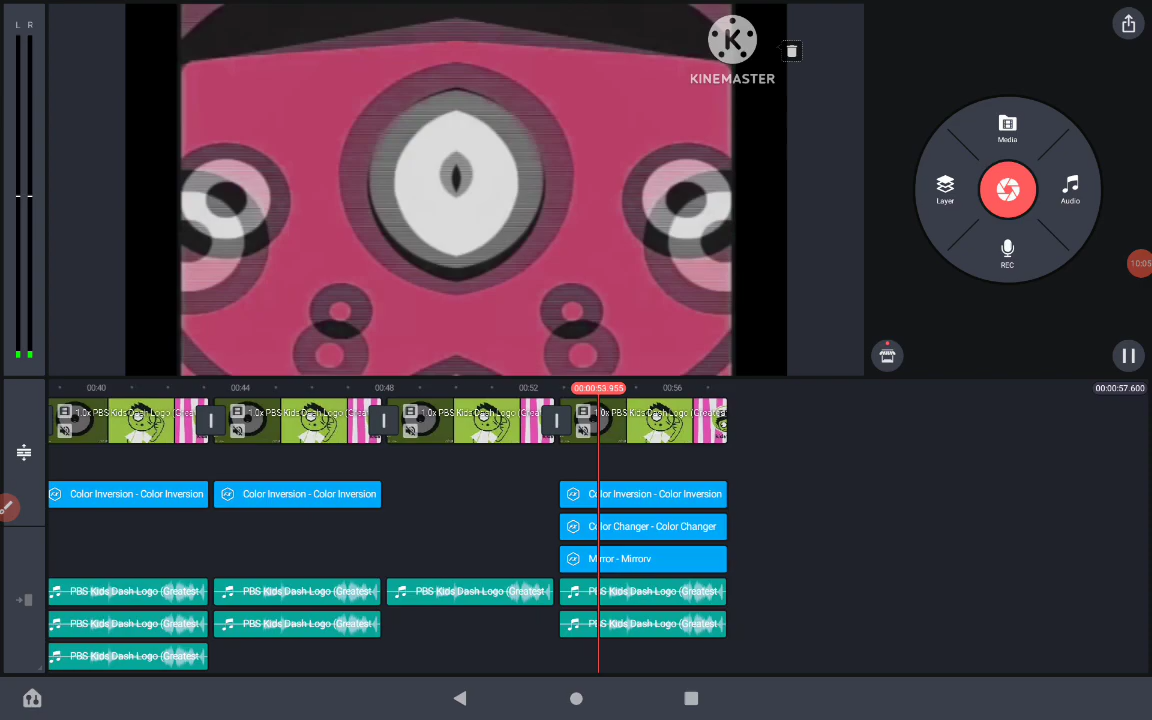 L R
KINEMASTER
Media
Layer
Audio
REC
10:05
00:40
00:44
00:48
00:52
00:00:53.955
00:56
00:00:57.600
1.0x PBS Kids Dash Logo (Great
1.0x PBS Kids Dash Logo (Great
1.0x PBS Kids Dash Logo (Great
1.0x PBS Kids Dash Logo (Greatest
Color Inversion - Color Inversion
Color Inversion - Color Inversion
Color Inversion - Color Inversion
Color Changer - Color Changer
Mirror - Mirrorv
PBS Kids Dash Logo (Greatest
PBS Kids Dash Logo (Greatest
PBS Kids Dash Logo (Greatest
PBS Kids Dash Logo (Greatest
PBS Kids Dash Logo (Greatest
PBS Kids Dash Logo (Greatest
PBS Kids Dash Logo (Greatest
PBS Kids Dash Logo (Greatest